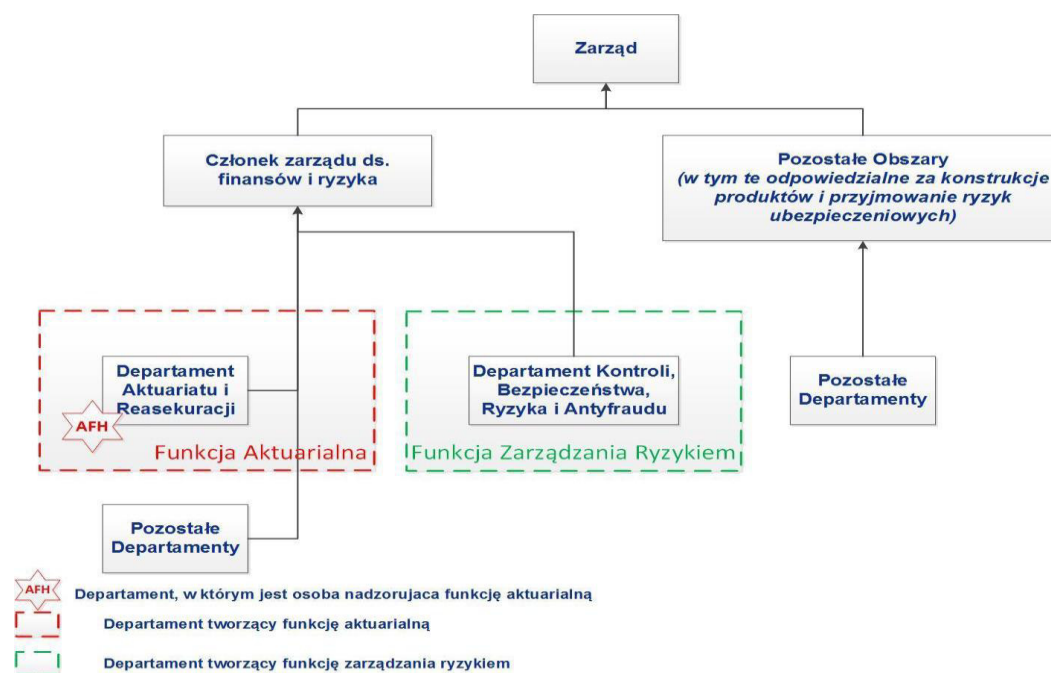 Zarząd
Członek zarządu ds.
finansów i ryzyka
Pozostałe Obszary
(w tym te odpowiedzialne za konstrukcje
produktów i przyjmowanie ryzyk
ubezpieczeniowych)
Departament
Aktuariatu i
Reasekuracji
AFH
Funkcja Aktuarialna
Departament Kontroli,
Bezpieczeństwa,
Ryzyka i Antyfraudu
Funkcja Zarządzania Ryzykiem
Pozostałe
Departamenty
Pozostałe
Departamenty
AFH
Departament, w którym jest osoba nadzorujaca funkcję aktuarialną
Departament tworzący funkcję aktuarialną
Departament tworzący funkcję zarządzania ryzykiem